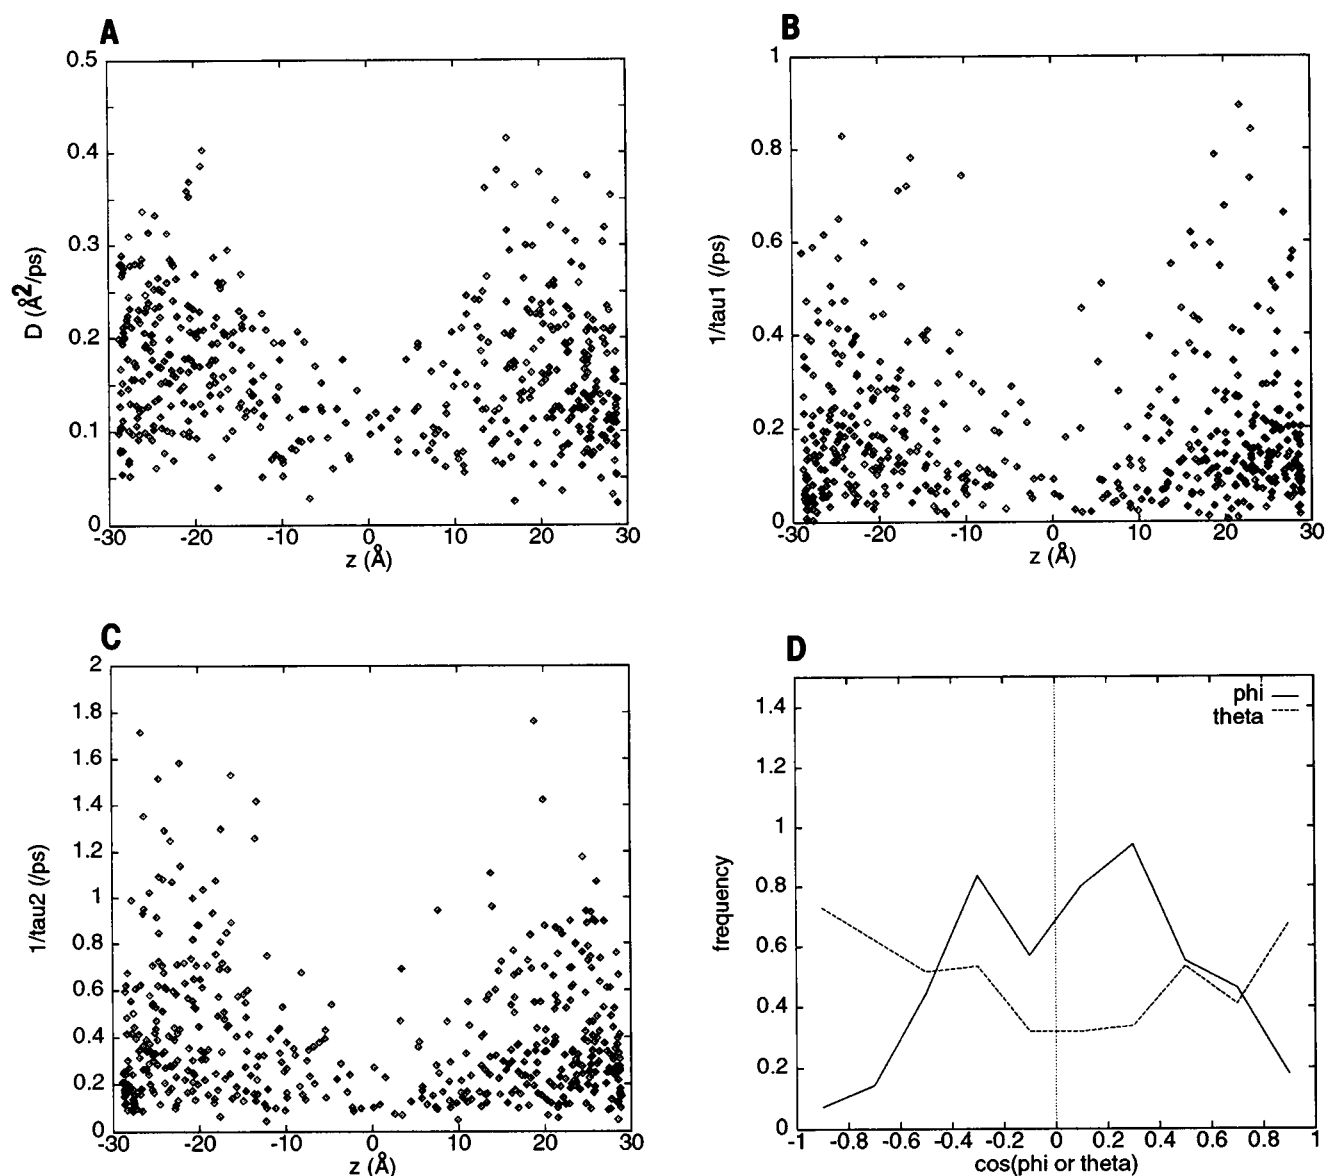 A
0.5
0.4
0.3
0.2
0.1
0
D (Å²/ps)
-30 -20 -10 0 10 20 30
z (Å)
B
1
0.8
0.6
0.4
0.2
0
1/tau1 (/ps)
-30 -20 -10 0 10 20 30
z (Å)
C
2
1.8
1.6
1.4
1.2
1
0.8
0.6
0.4
0.2
0
1/tau2 (/ps)
-30 -20 -10 0 10 20 30
z (Å)
D
phi
theta
1.4
1.2
1
0.8
0.6
0.4
0.2
0
frequency
-1 -0.8 -0.6 -0.4 -0.2 0 0.2 0.4 0.6 0.8 1
cos(phi or theta)